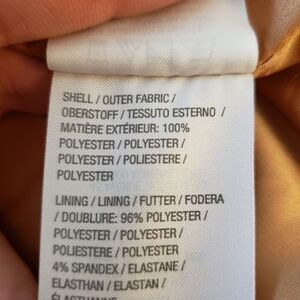 SHELL / OUTER FABRIC /
OBERSTOFF / TESSUTO ESTERNO /
MATIÈRE EXTÉRIEUR: 100%
POLYESTER / POLYESTER /
POLYESTER / POLIESTERE /
POLYESTER
LINING / LINING / FUTTER / FODERA
/ DOUBLURE: 96% POLYESTER /
POLYESTER / POLYESTER /
POLIESTERE / POLYESTER
4% SPANDEX / ELASTANE /
ELASTHAN / ELASTAN /
ÉLASTHANNE